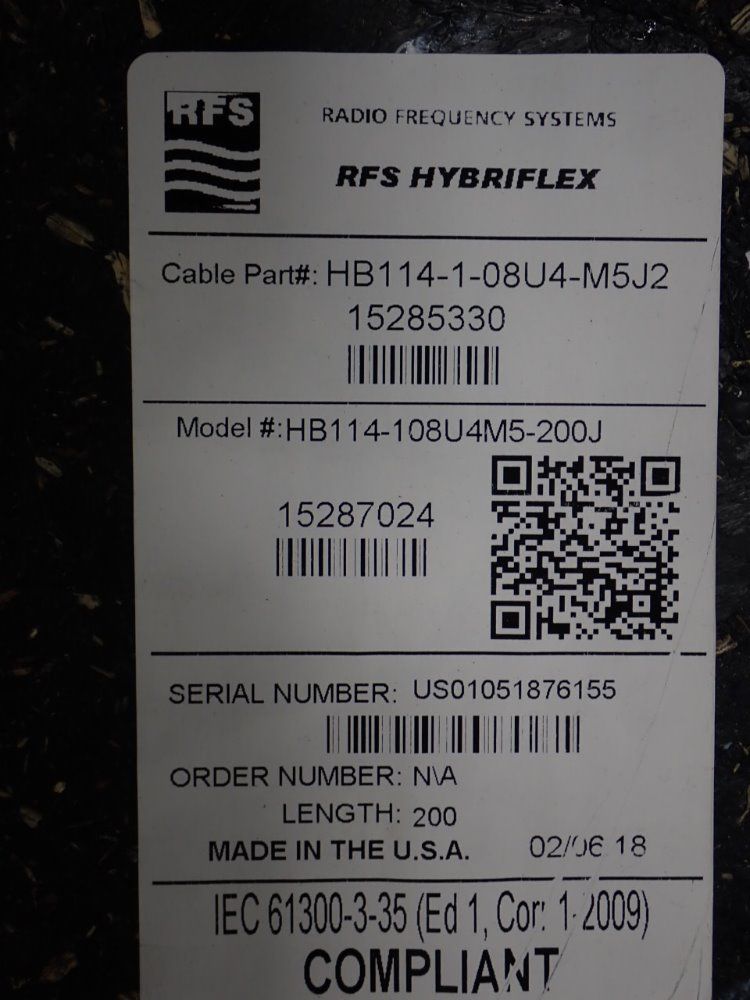 RFS
RADIO FREQUENCY SYSTEMS
RFS HYBRIFLEX
Cable Part#: HB114-1-08U4-M5J2
15285330
Model #:HB114-108U4M5-200J
15287024
SERIAL NUMBER: US01051876155
ORDER NUMBER: N\A
LENGTH: 200
MADE IN THE U.S.A. 02/06 18
IEC 61300-3-35 (Ed 1, Cor: 1-2009)
COMPLIANT